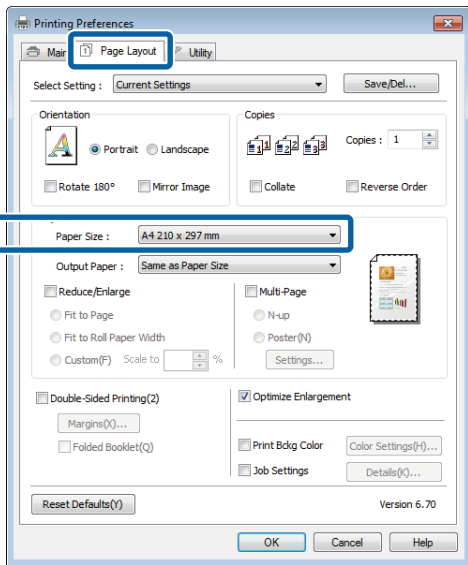 Printing Preferences
Main Page Layout Utility
Select Setting : Current Settings Save/Del...
Orientation Copies
Portrait Landscape Copies : 1
Rotate 180° Mirror Image Collate Reverse Order
Paper Size : A4 210 x 297 mm
Output Paper : Same as Paper Size
Reduce/Enlarge Multi-Page
Fit to Page N-up
Fit to Roll Paper Width Poster(N)
Custom(F) Scale to % Settings...
Double-Sided Printing(2) Optimize Enlargement
Margins(X)...
Folded Booklet(Q) Print Bckg Color Color Settings(H)...
Job Settings Details(K)...
Reset Defaults(Y) Version 6.70
OK Cancel Help